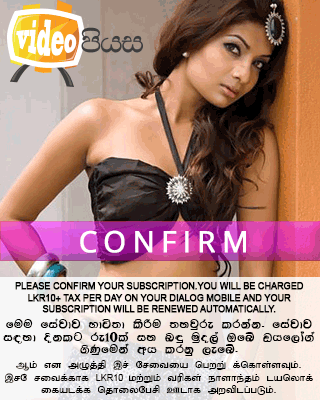 video පියස
CONFIRM
PLEASE CONFIRM YOUR SUBSCRIPTION.YOU WILL BE CHARGED
LKR10+ TAX PER DAY ON YOUR DIALOG MOBILE AND YOUR
SUBSCRIPTION WILL BE RENEWED AUTOMATICALLY.
මෙම සේවාව භාවිතා කිරීම තහවුරු කරන්න. සේවාව
සඳහා දිනකට රු10ක් සහ බදු මුදල් ඔබේ ඩයලෝග්
ගිණුමෙන් අය කරනු ලැබේ.
ஆம் என அழுத்தி இச் சேவையை பெற்று க்கொள்ளவும்.
இச்சே சவைக்காக LKR10 மற்றும் வரிகள் நாளாந்தம் டயலொக்
கையடக்க தொலைபேசி ஊடாக அறவிடப்படும்.